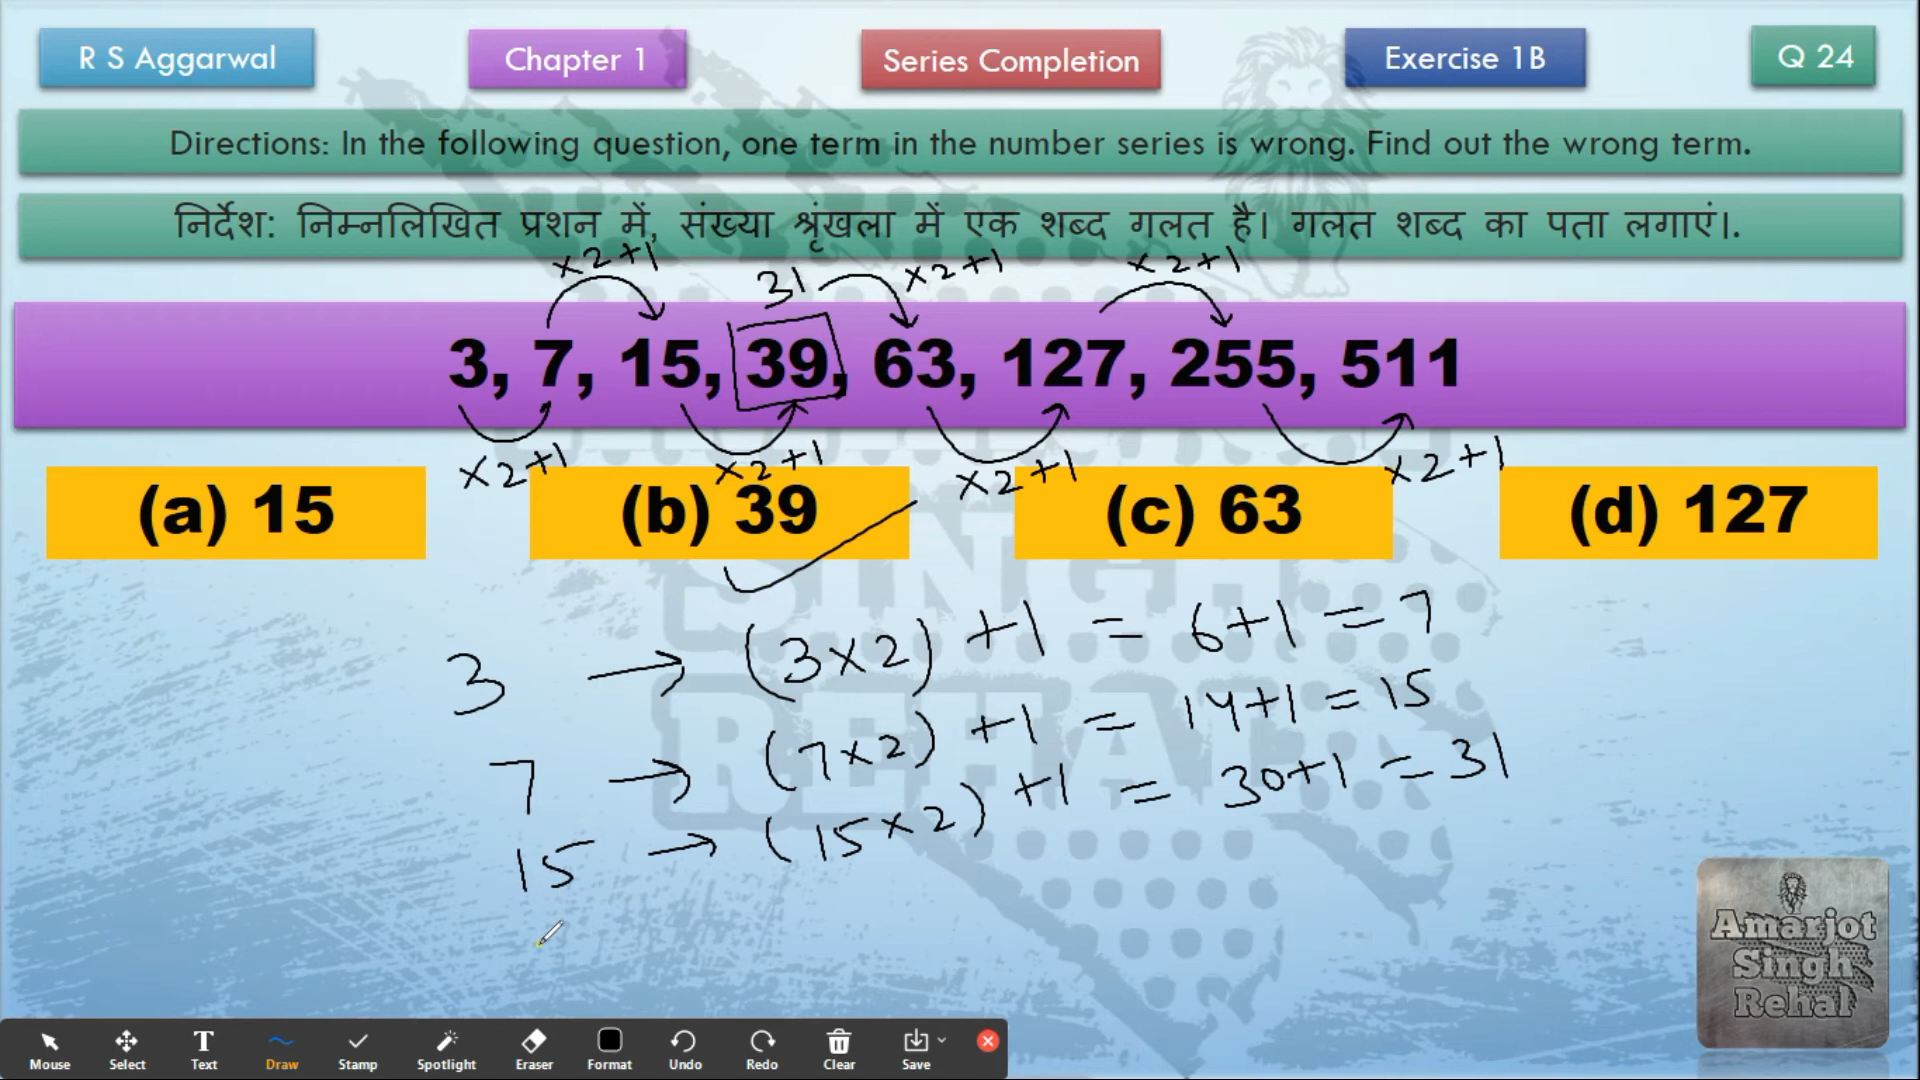 R S Aggarwal
Chapter 1
Series Completion
Exercise 1B
Q 24
Directions: In the following question, one term in the number series is wrong. Find out the wrong term.
निर्देश: निम्नलिखित प्रशन में, संख्या श्रृंखला में एक शब्द गलत है। गलत शब्द का पता लगाएं।.
×2+1
31
×2+1
×2+1
3, 7, 15, 39, 63, 127, 255, 511
×2+1
×2+1
×2+1
×2+1
(a) 15
(b) 39
(c) 63
(d) 127
3 → (3×2) +1 = 6+1 = 7
7 → (7×2) +1 = 14+1 = 15
15 → (15×2) +1 = 30+1 = 31
SINGH
REHAL
Amarjot
Singh
Rehal
Mouse
Select
Text
Draw
Stamp
Spotlight
Eraser
Format
Undo
Redo
Clear
Save